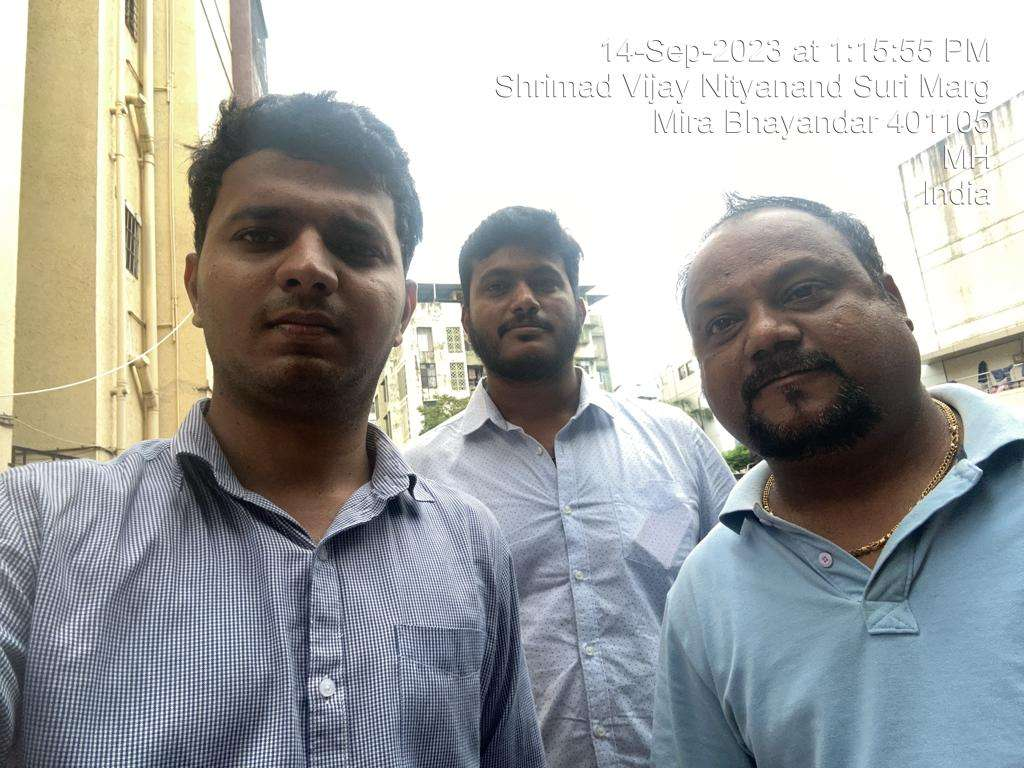 14-Sep-2023 at 1:15:55 PM
Shrimad Vijay Nityanand Suri Marg
Mira Bhayandar 401105
MH
India